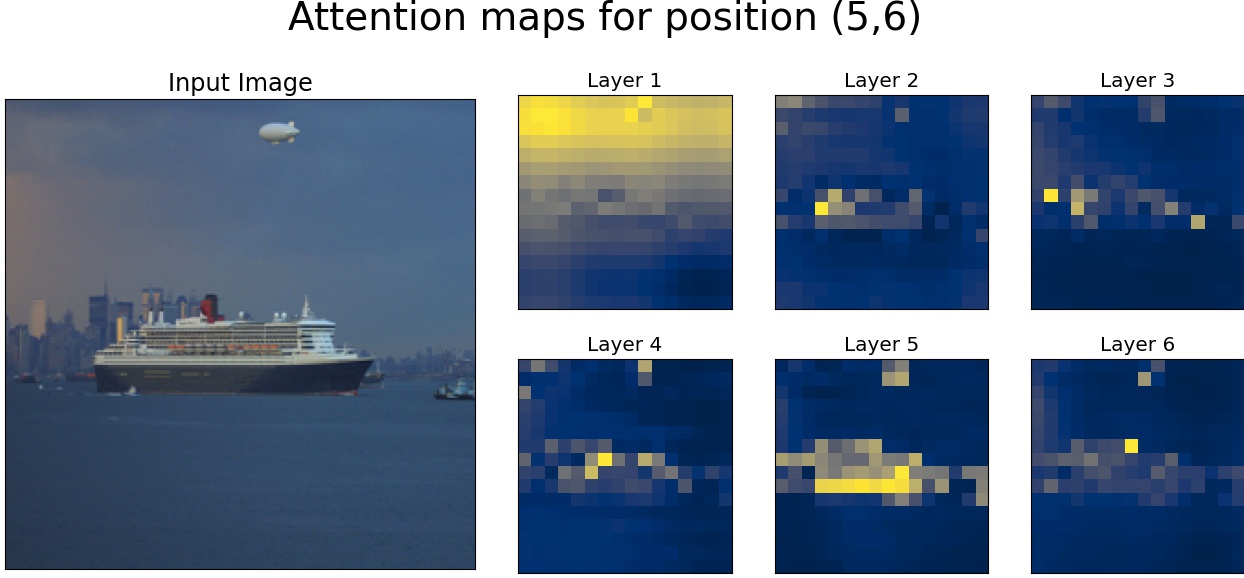 Attention maps for position (5,6)
Input Image
Layer 1
Layer 2
Layer 3
Layer 4
Layer 5
Layer 6